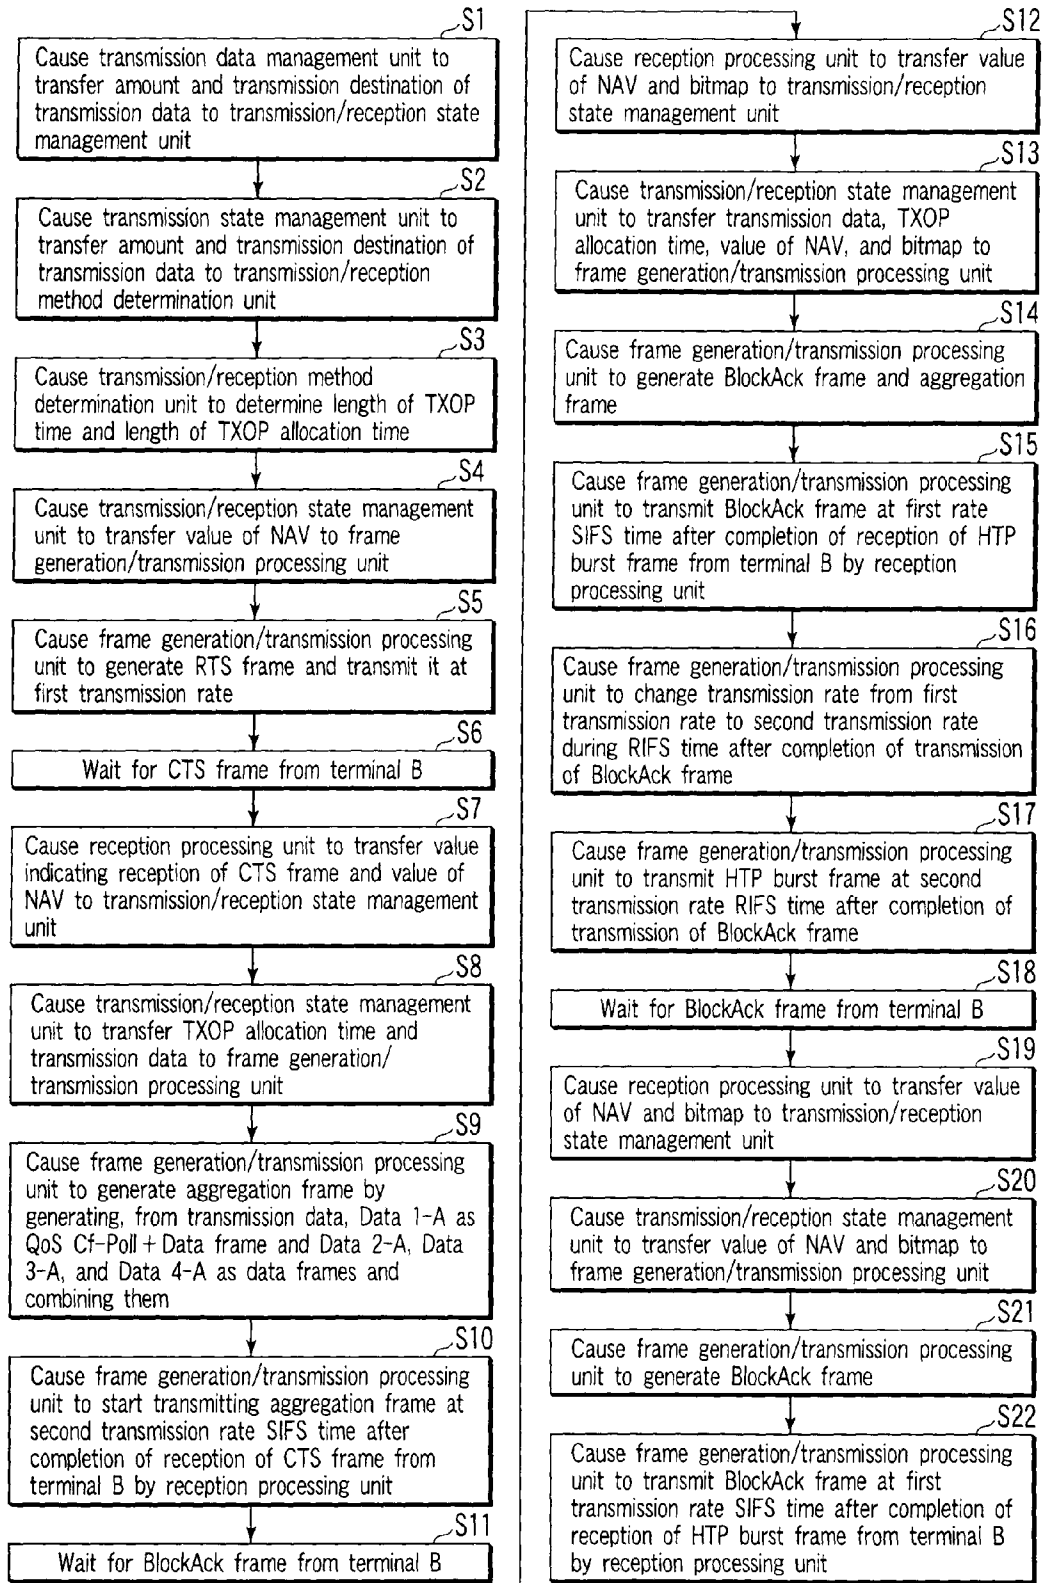 S1
Cause transmission data management unit to
transfer amount and transmission destination of
transmission data to transmission/reception state
management unit
S2
Cause transmission state management unit to
transfer amount and transmission destination of
transmission data to transmission/reception
method determination unit
S3
Cause transmission/reception method
determination unit to determine length of TXOP
time and length of TXOP allocation time
S4
Cause transmission/reception state management
unit to transfer value of NAV to frame
generation/transmission processing unit
S5
Cause frame generation/transmission processing
unit to generate RTS frame and transmit it at
first transmission rate
S6
Wait for CTS frame from terminal B
S7
Cause reception processing unit to transfer value
indicating reception of CTS frame and value of
NAV to transmission/reception state management
unit
S8
Cause transmission/reception state management
unit to transfer TXOP allocation time and
transmission data to frame generation/
transmission processing unit
S9
Cause frame generation/transmission processing
unit to generate aggregation frame by
generating, from transmission data, Data 1-A as
QoS Cf-Poll + Data frame and Data 2-A, Data
3-A, and Data 4-A as data frames and
combining them
S10
Cause frame generation/transmission processing
unit to start transmitting aggregation frame at
second transmission rate SIFS time after
completion of reception of CTS frame from
terminal B by reception processing unit
S11
Wait for BlockAck frame from terminal B
S12
Cause reception processing unit to transfer value
of NAV and bitmap to transmission/reception
state management unit
S13
Cause transmission/reception state management
unit to transfer transmission data, TXOP
allocation time, value of NAV, and bitmap to
frame generation/transmission processing unit
S14
Cause frame generation/transmission processing
unit to generate BlockAck frame and aggregation
frame
S15
Cause frame generation/transmission processing
unit to transmit BlockAck frame at first rate
SIFS time after completion of reception of HTP
burst frame from terminal B by reception
processing unit
S16
Cause frame generation/transmission processing
unit to change transmission rate from first
transmission rate to second transmission rate
during RIFS time after completion of transmission
of BlockAck frame
S17
Cause frame generation/transmission processing
unit to transmit HTP burst frame at second
transmission rate RIFS time after completion of
transmission of BlockAck frame
S18
Wait for BlockAck frame from terminal B
S19
Cause reception processing unit to transfer value
of NAV and bitmap to transmission/reception
state management unit
S20
Cause transmission/reception state management
unit to transfer value of NAV and bitmap to
frame generation/transmission processing unit
S21
Cause frame generation/transmission processing
unit to generate BlockAck frame
S22
Cause frame generation/transmission processing
unit to transmit BlockAck frame at first
transmission rate SIFS time after completion of
reception of HTP burst frame from terminal B
by reception processing unit